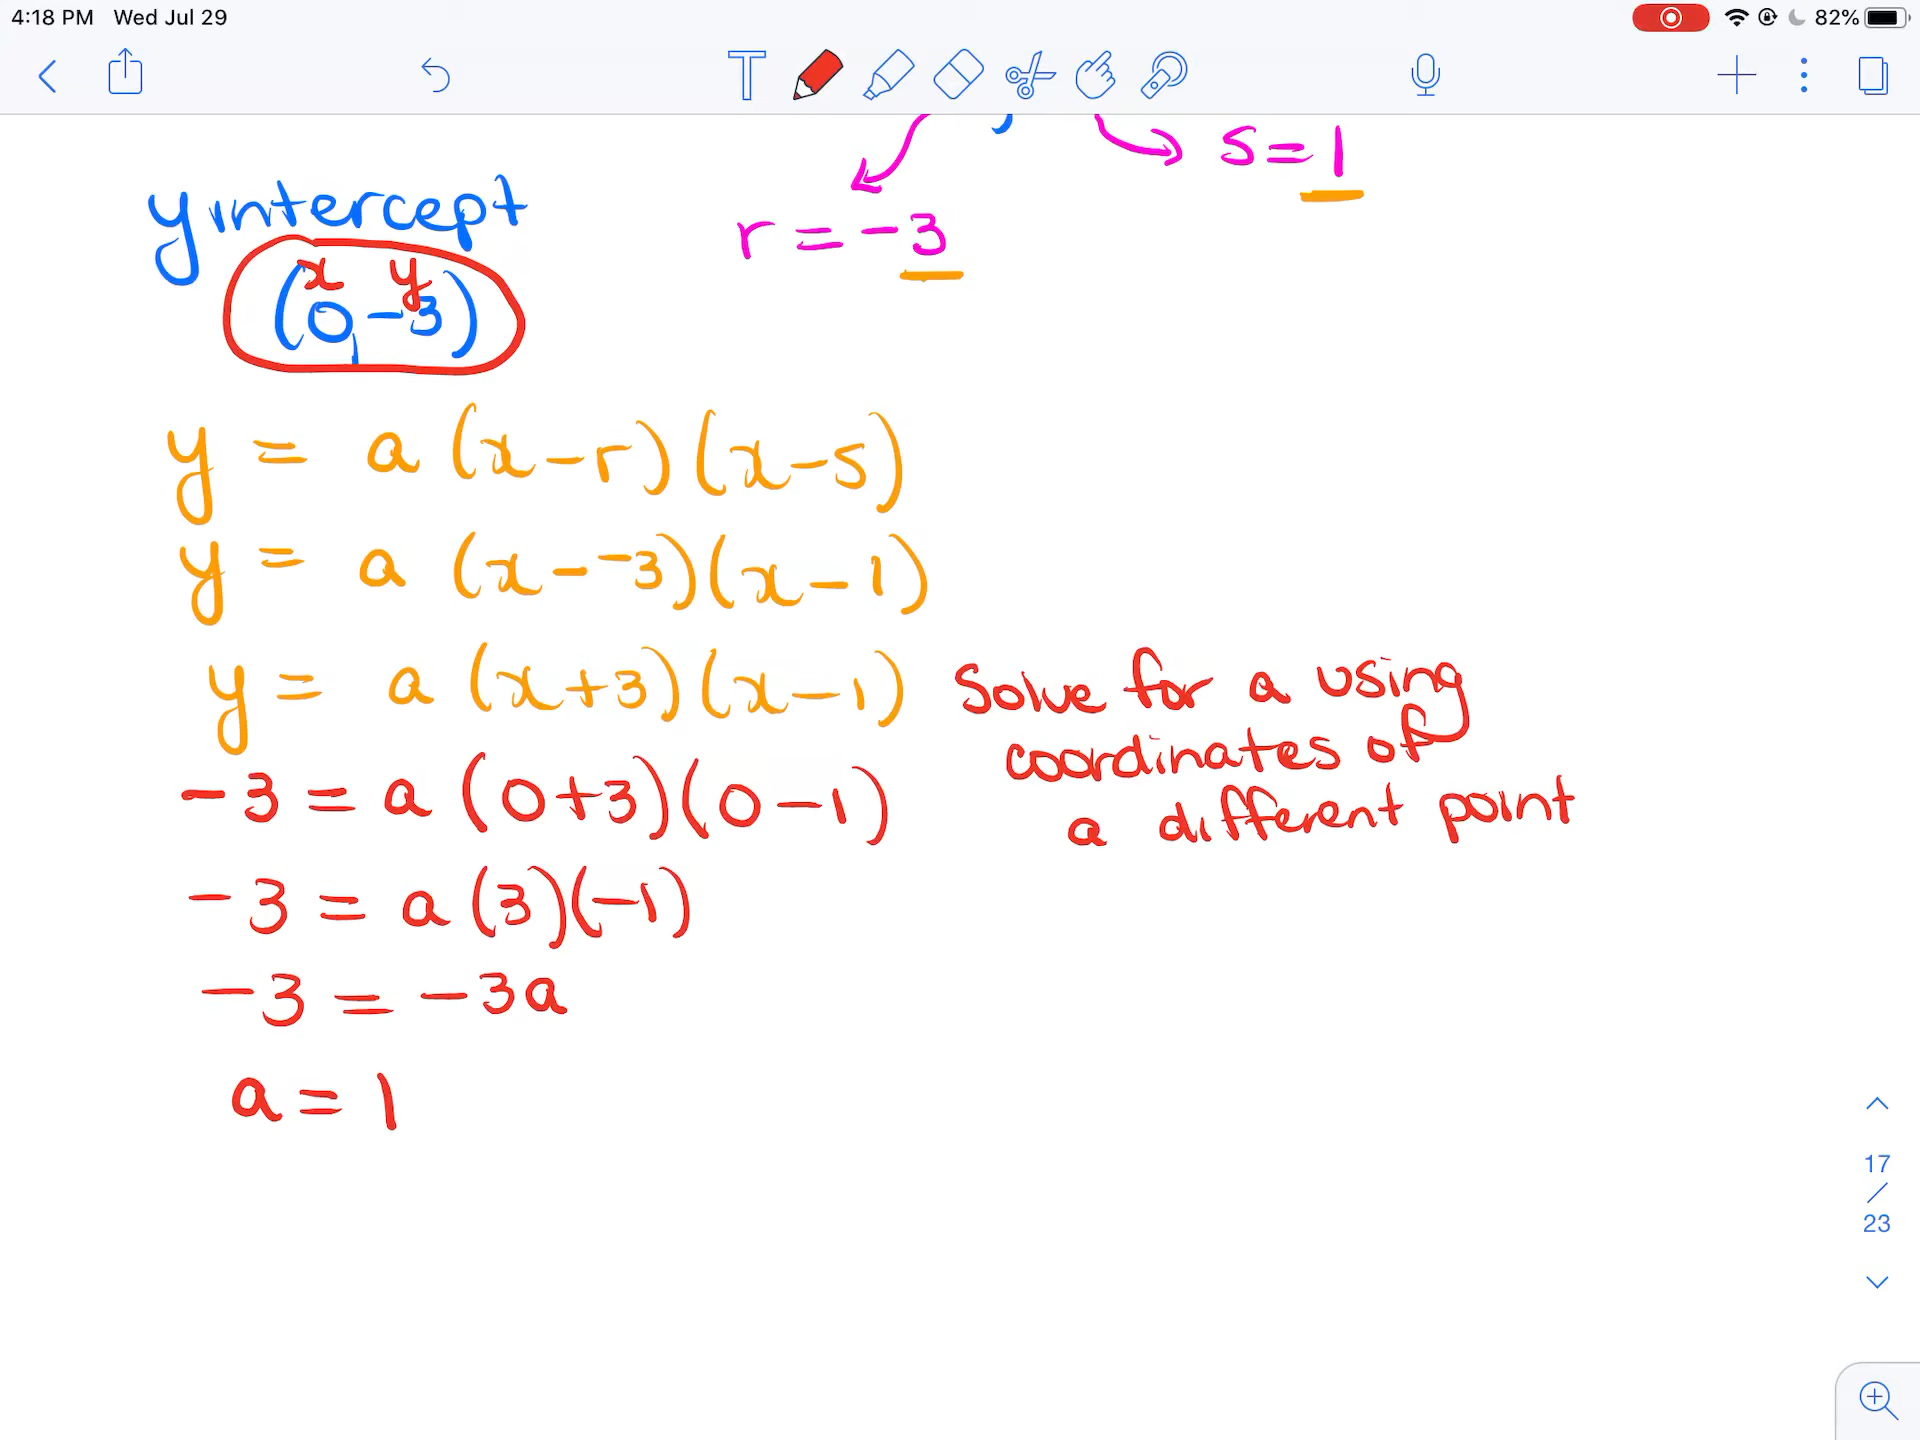 4:18 PM Wed Jul 29
82%
T
s=1
y intercept
r=-3
x y
(0,-3)
y = a (x-r)(x-s)
y = a (x--3)(x-1)
y = a (x+3)(x-1) Solve for a using
coordinates of
-3 = a (0+3)(0-1)
a different point
-3 = a (3)(-1)
-3 = -3a
a = 1
17
/
23